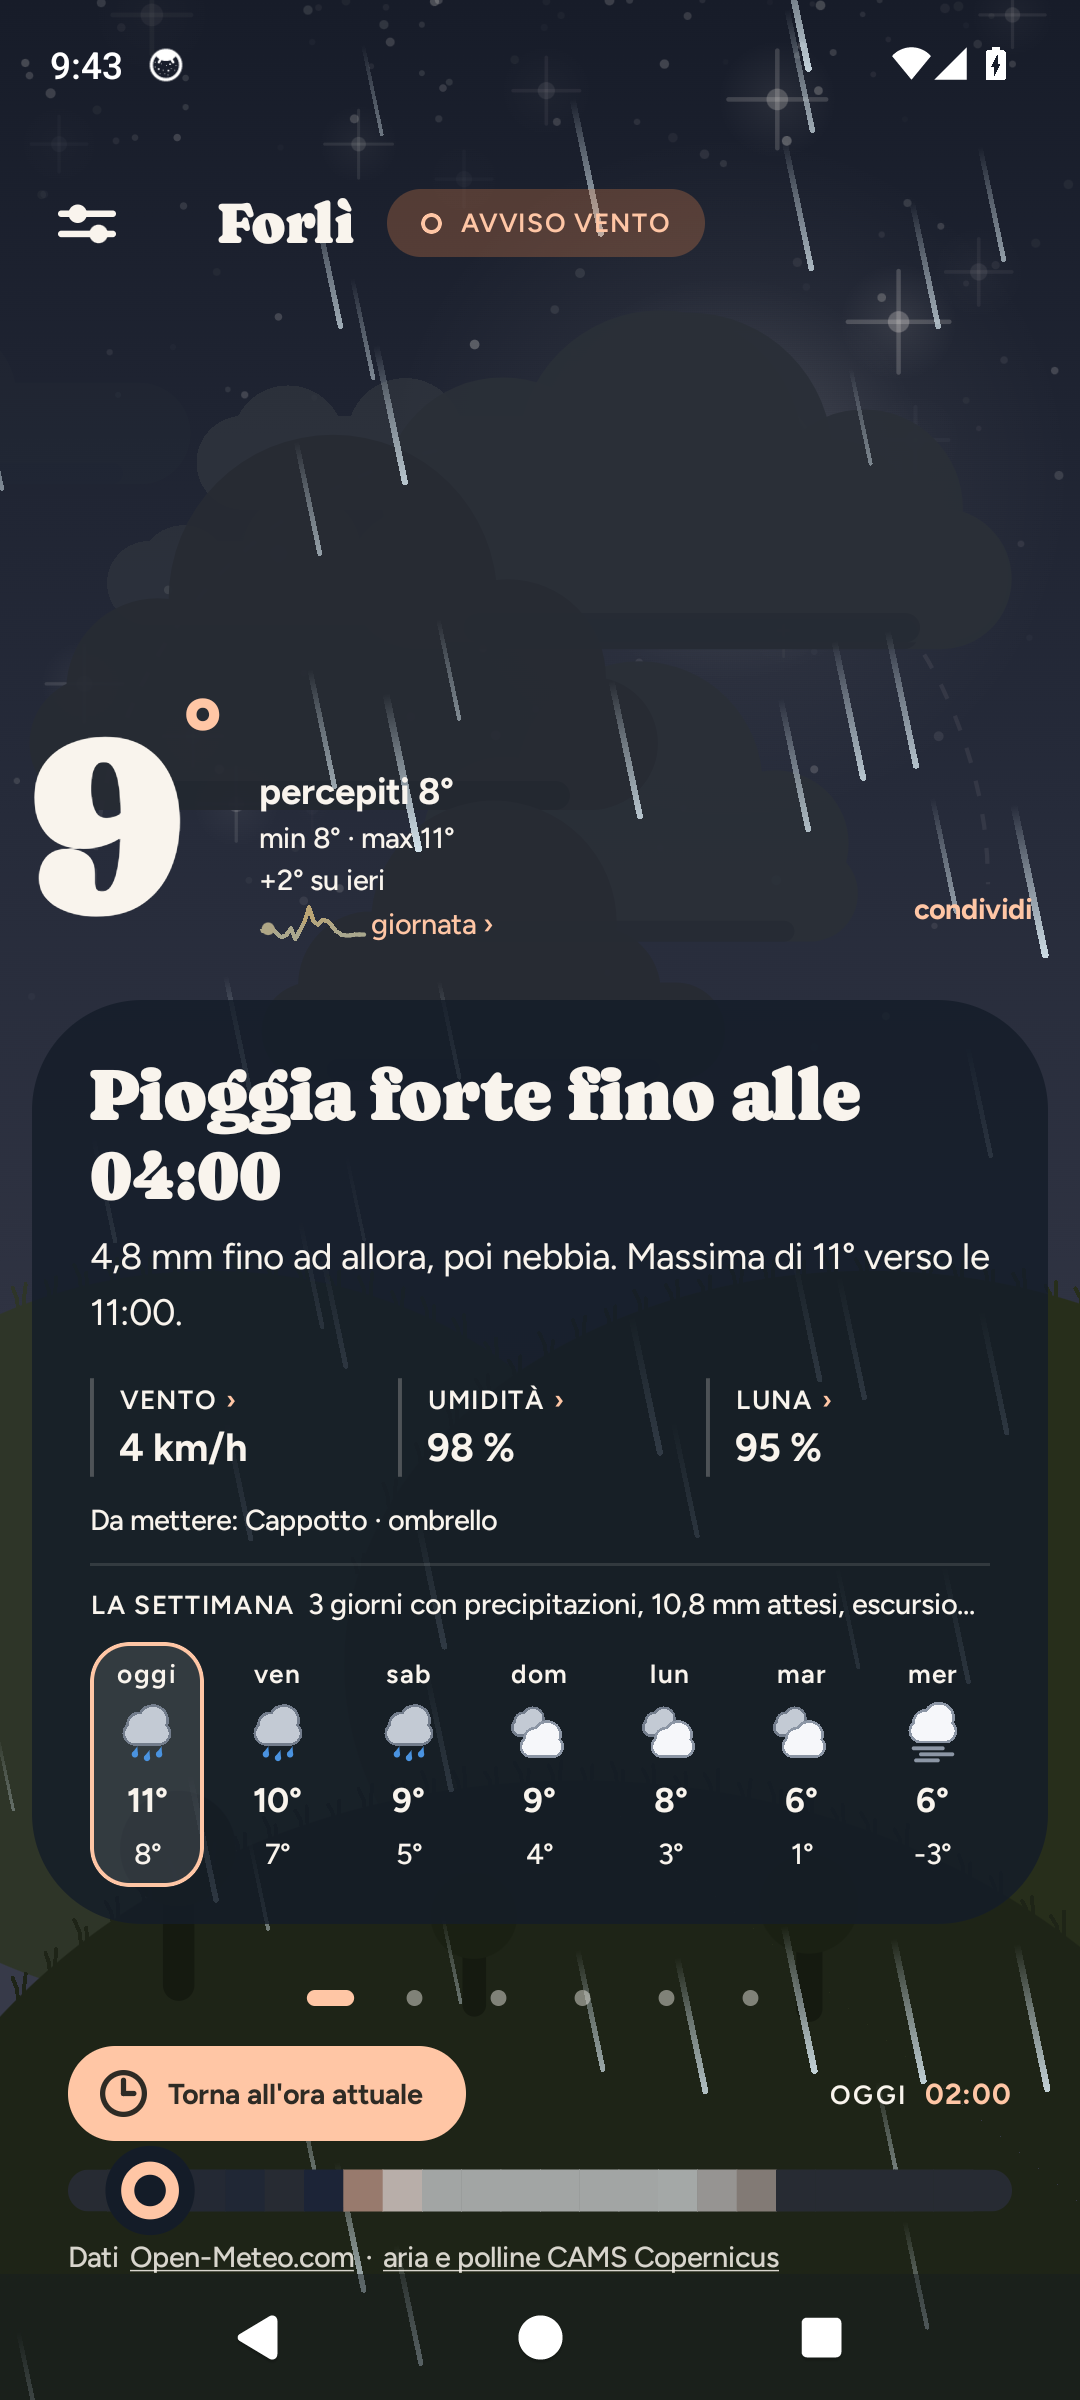 9:43
Forlì
AVVISO VENTO
9°
percepiti 8°
min 8° · max 11°
+2° su ieri
giornata ›
condividi
Pioggia forte fino alle
04:00
4,8 mm fino ad allora, poi nebbia. Massima di 11° verso le
11:00.
VENTO › UMIDITÀ › LUNA ›
4 km/h 98 % 95 %
Da mettere: Cappotto · ombrello
LA SETTIMANA 3 giorni con precipitazioni, 10,8 mm attesi, escursio...
oggi ven sab dom lun mar mer
11° 10° 9° 9° 8° 6° 6°
8° 7° 5° 4° 3° 1° -3°
Torna all'ora attuale
OGGI 02:00
Dati Open-Meteo.com · aria e polline CAMS Copernicus